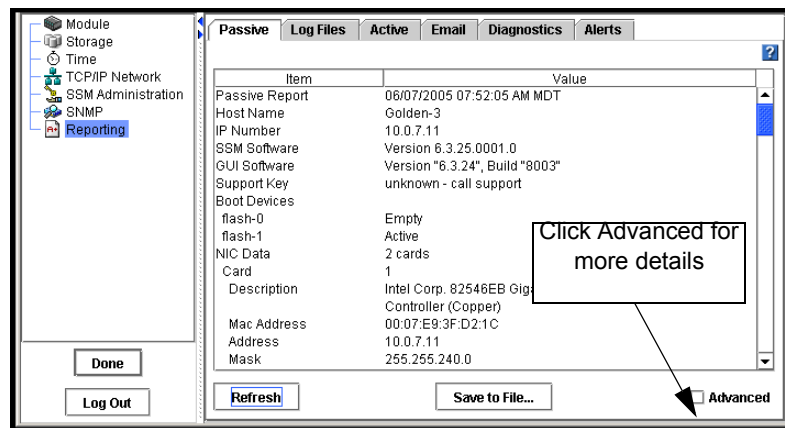 Module
Storage
Time
TCP/IP Network
SSM Administration
SNMP
Reporting
Done
Log Out
Passive Log Files Active Email Diagnostics Alerts
?
Item Value
Passive Report 06/07/2005 07:52:05 AM MDT
Host Name Golden-3
IP Number 10.0.7.11
SSM Software Version 6.3.25.0001.0
GUI Software Version "6.3.24", Build "8003"
Support Key unknown - call support
Boot Devices
flash-0 Empty
flash-1 Active
NIC Data 2 cards
Card 1
Description Intel Corp. 82546EB
Controller (Copper)
Mac Address 00:07:E9:3F:D2:1C
Address 10.0.7.11
Mask 255.255.240.0
Click Advanced for
more details
Refresh Save to File... Advanced